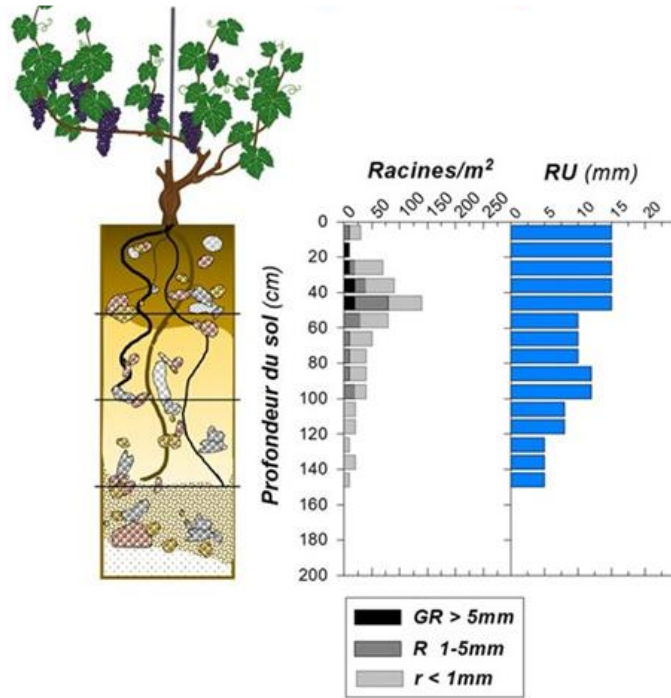 Racines/m²
RU (mm)
0 50 100 150 200 250
0 5 10 15 20
Profondeur du sol (cm)
0
20
40
60
80
100
120
140
160
180
200
GR > 5mm
R 1-5mm
r < 1mm